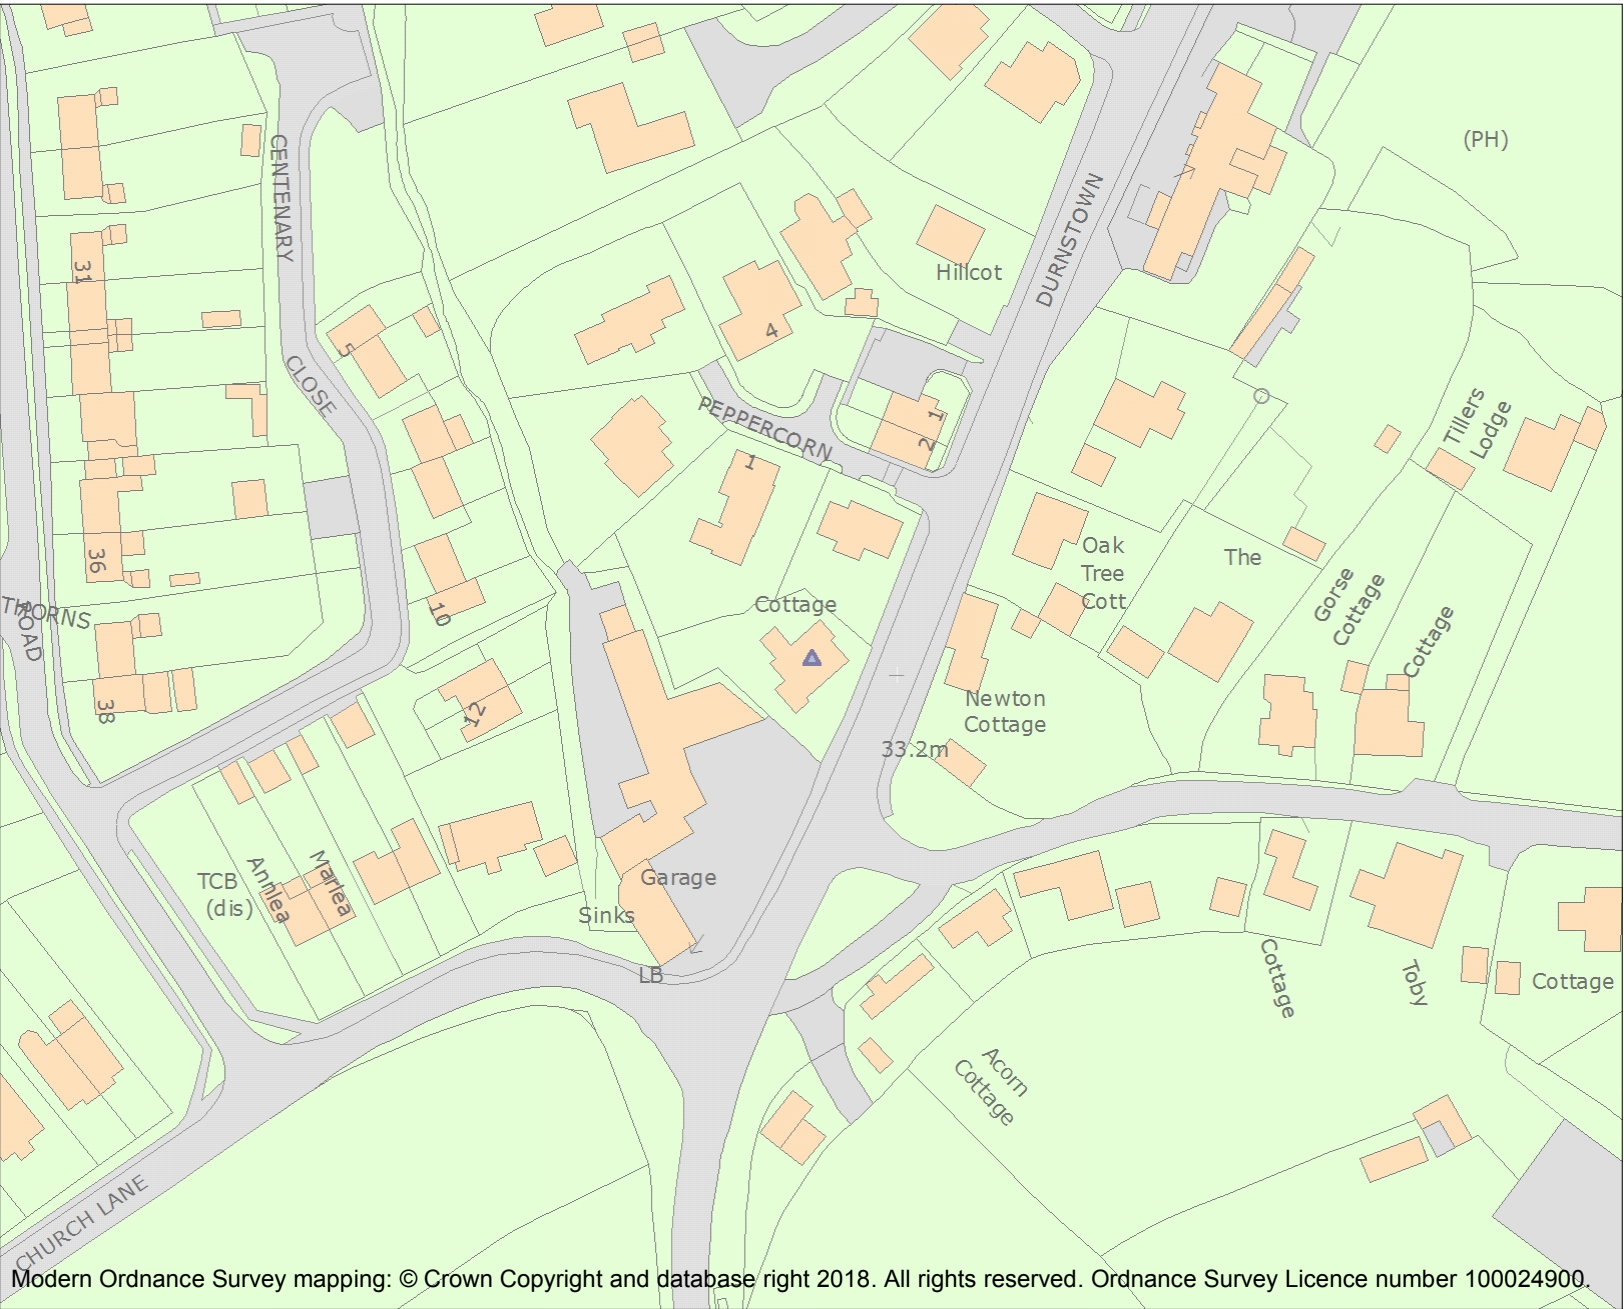 (PH)
CENTENARY
DURNSTOWN
31
Hillcot
4
5
CLOSE
PEPPERCORN
1
2
Tillers
Lodge
1
36
Oak
Tree
Cott
The
Gorse
Cottage
THORNS
ROAD
10
Cottage
Cottage
38
12
Newton
Cottage
33.2m
TCB
(dis)
Annlea
Marlea
Garage
Sinks
LB
Cottage
Toby
Cottage
Acorn
Cottage
CHURCH LANE
Modern Ordnance Survey mapping: © Crown Copyright and database right 2018. All rights reserved. Ordnance Survey Licence number 100024900.